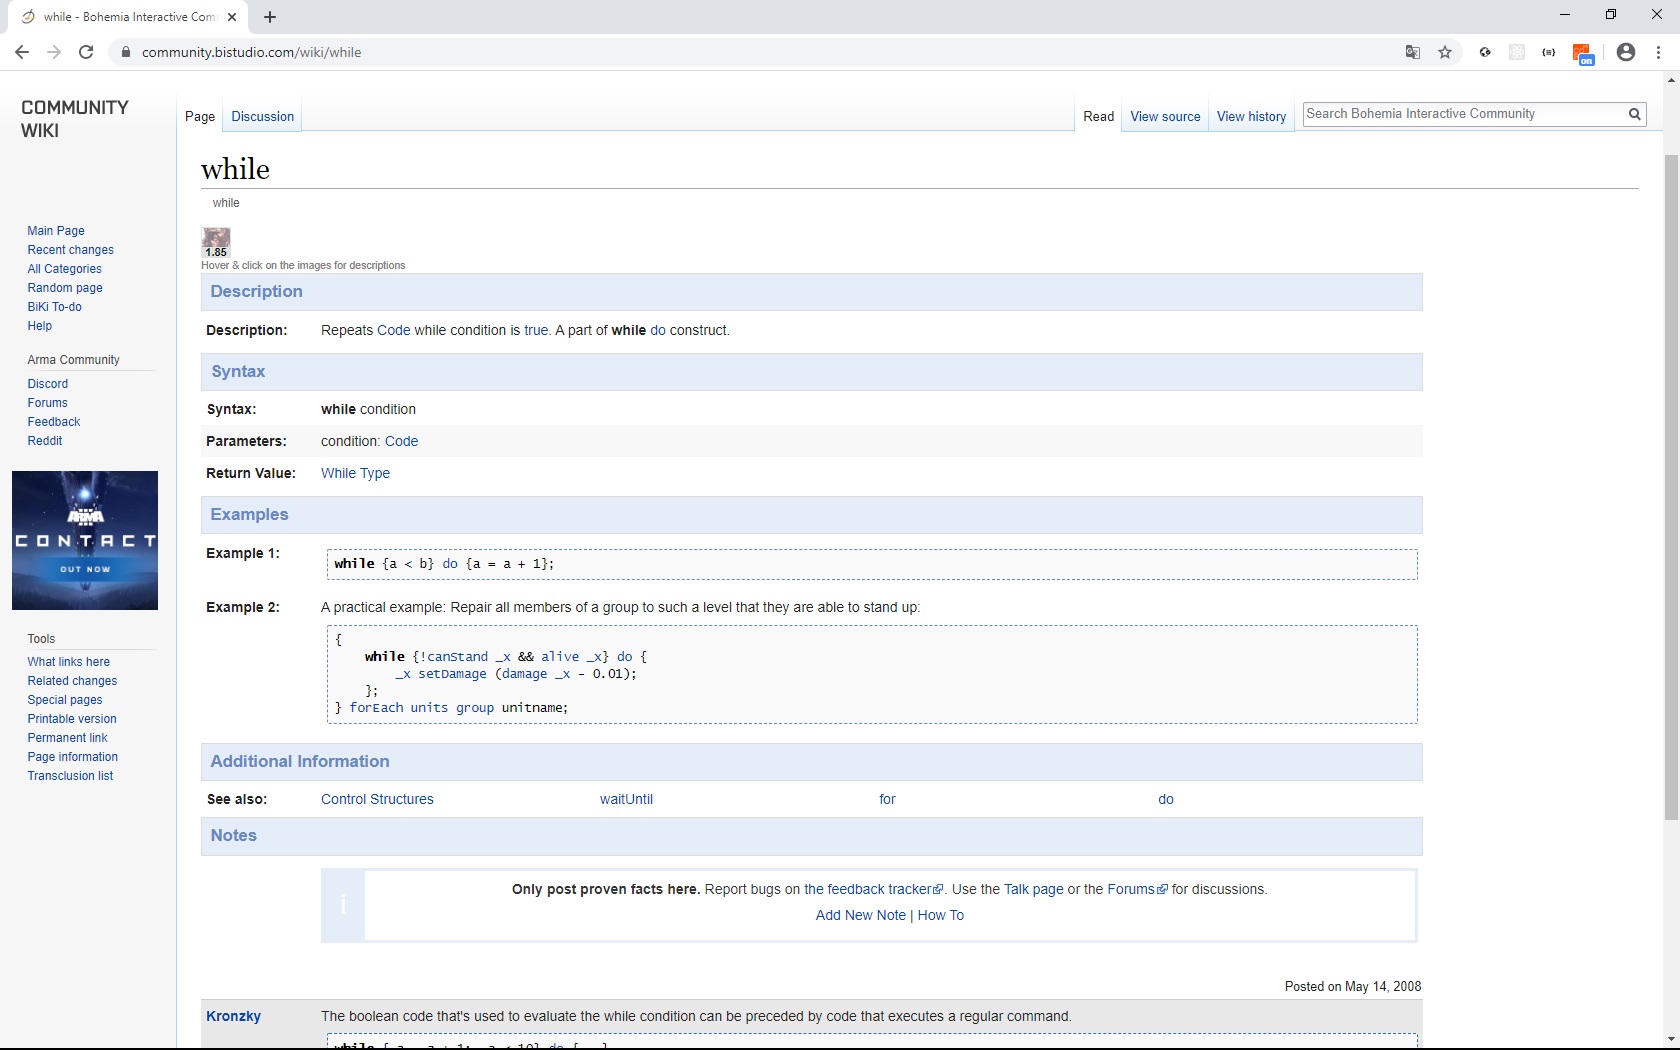 while - Bohemia Interactive Com
community.bistudio.com/wiki/while
on
COMMUNITY
WIKI
Page
Discussion
Read
View source
View history
Search Bohemia Interactive Community
while
while
1.85
Hover & click on the images for descriptions
Main Page
Recent changes
All Categories
Random page
BiKi To-do
Help
Arma Community
Discord
Forums
Feedback
Reddit
ARMA
CONTACT
OUT NOW
Tools
What links here
Related changes
Special pages
Printable version
Permanent link
Page information
Transclusion list
Description
Description: Repeats Code while condition is true. A part of while do construct.
Syntax
Syntax: while condition
Parameters: condition: Code
Return Value: While Type
Examples
Example 1:
while {a < b} do {a = a + 1};
Example 2: A practical example: Repair all members of a group to such a level that they are able to stand up:
{
while {!canStand _x && alive _x} do {
_x setDamage (damage _x - 0.01);
};
} forEach units group unitname;
Additional Information
See also: Control Structures waitUntil for do
Notes
i
Only post proven facts here. Report bugs on the feedback tracker. Use the Talk page or the Forums for discussions.
Add New Note | How To
Posted on May 14, 2008
Kronzky The boolean code that's used to evaluate the while condition can be preceded by code that executes a regular command.